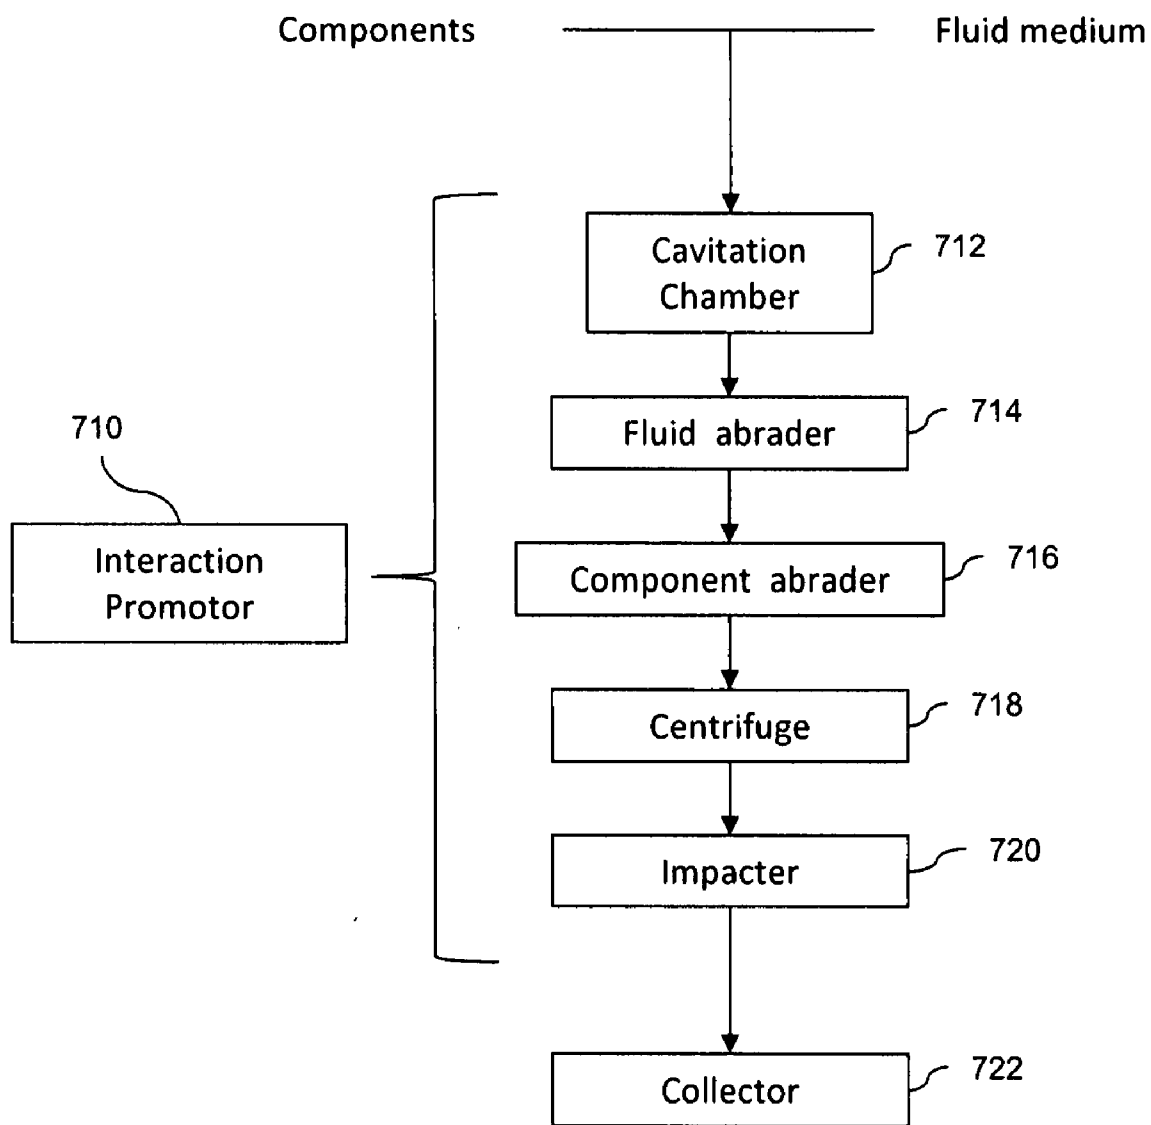 Components
Fluid medium
Cavitation
Chamber
712
Fluid abrader
714
710
Interaction
Promotor
Component abrader
716
Centrifuge
718
Impacter
720
Collector
722